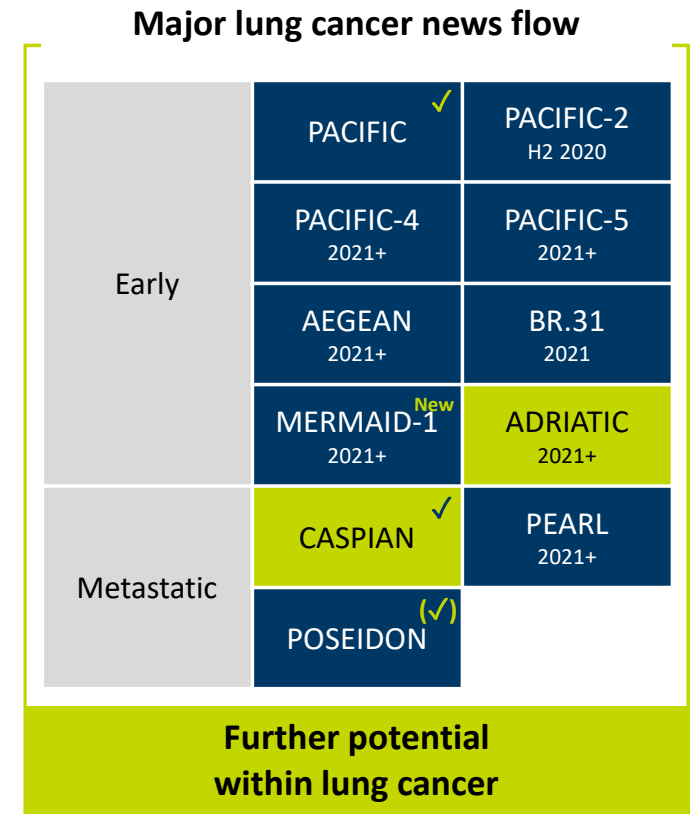 Major lung cancer news flow
Early
PACIFIC ✓
PACIFIC-2
H2 2020
PACIFIC-4
2021+
PACIFIC-5
2021+
AEGEAN
2021+
BR.31
2021
New
MERMAID-1
2021+
ADRIATIC
2021+
Metastatic
CASPIAN ✓
PEARL
2021+
POSEIDON (✓)
Further potential
within lung cancer